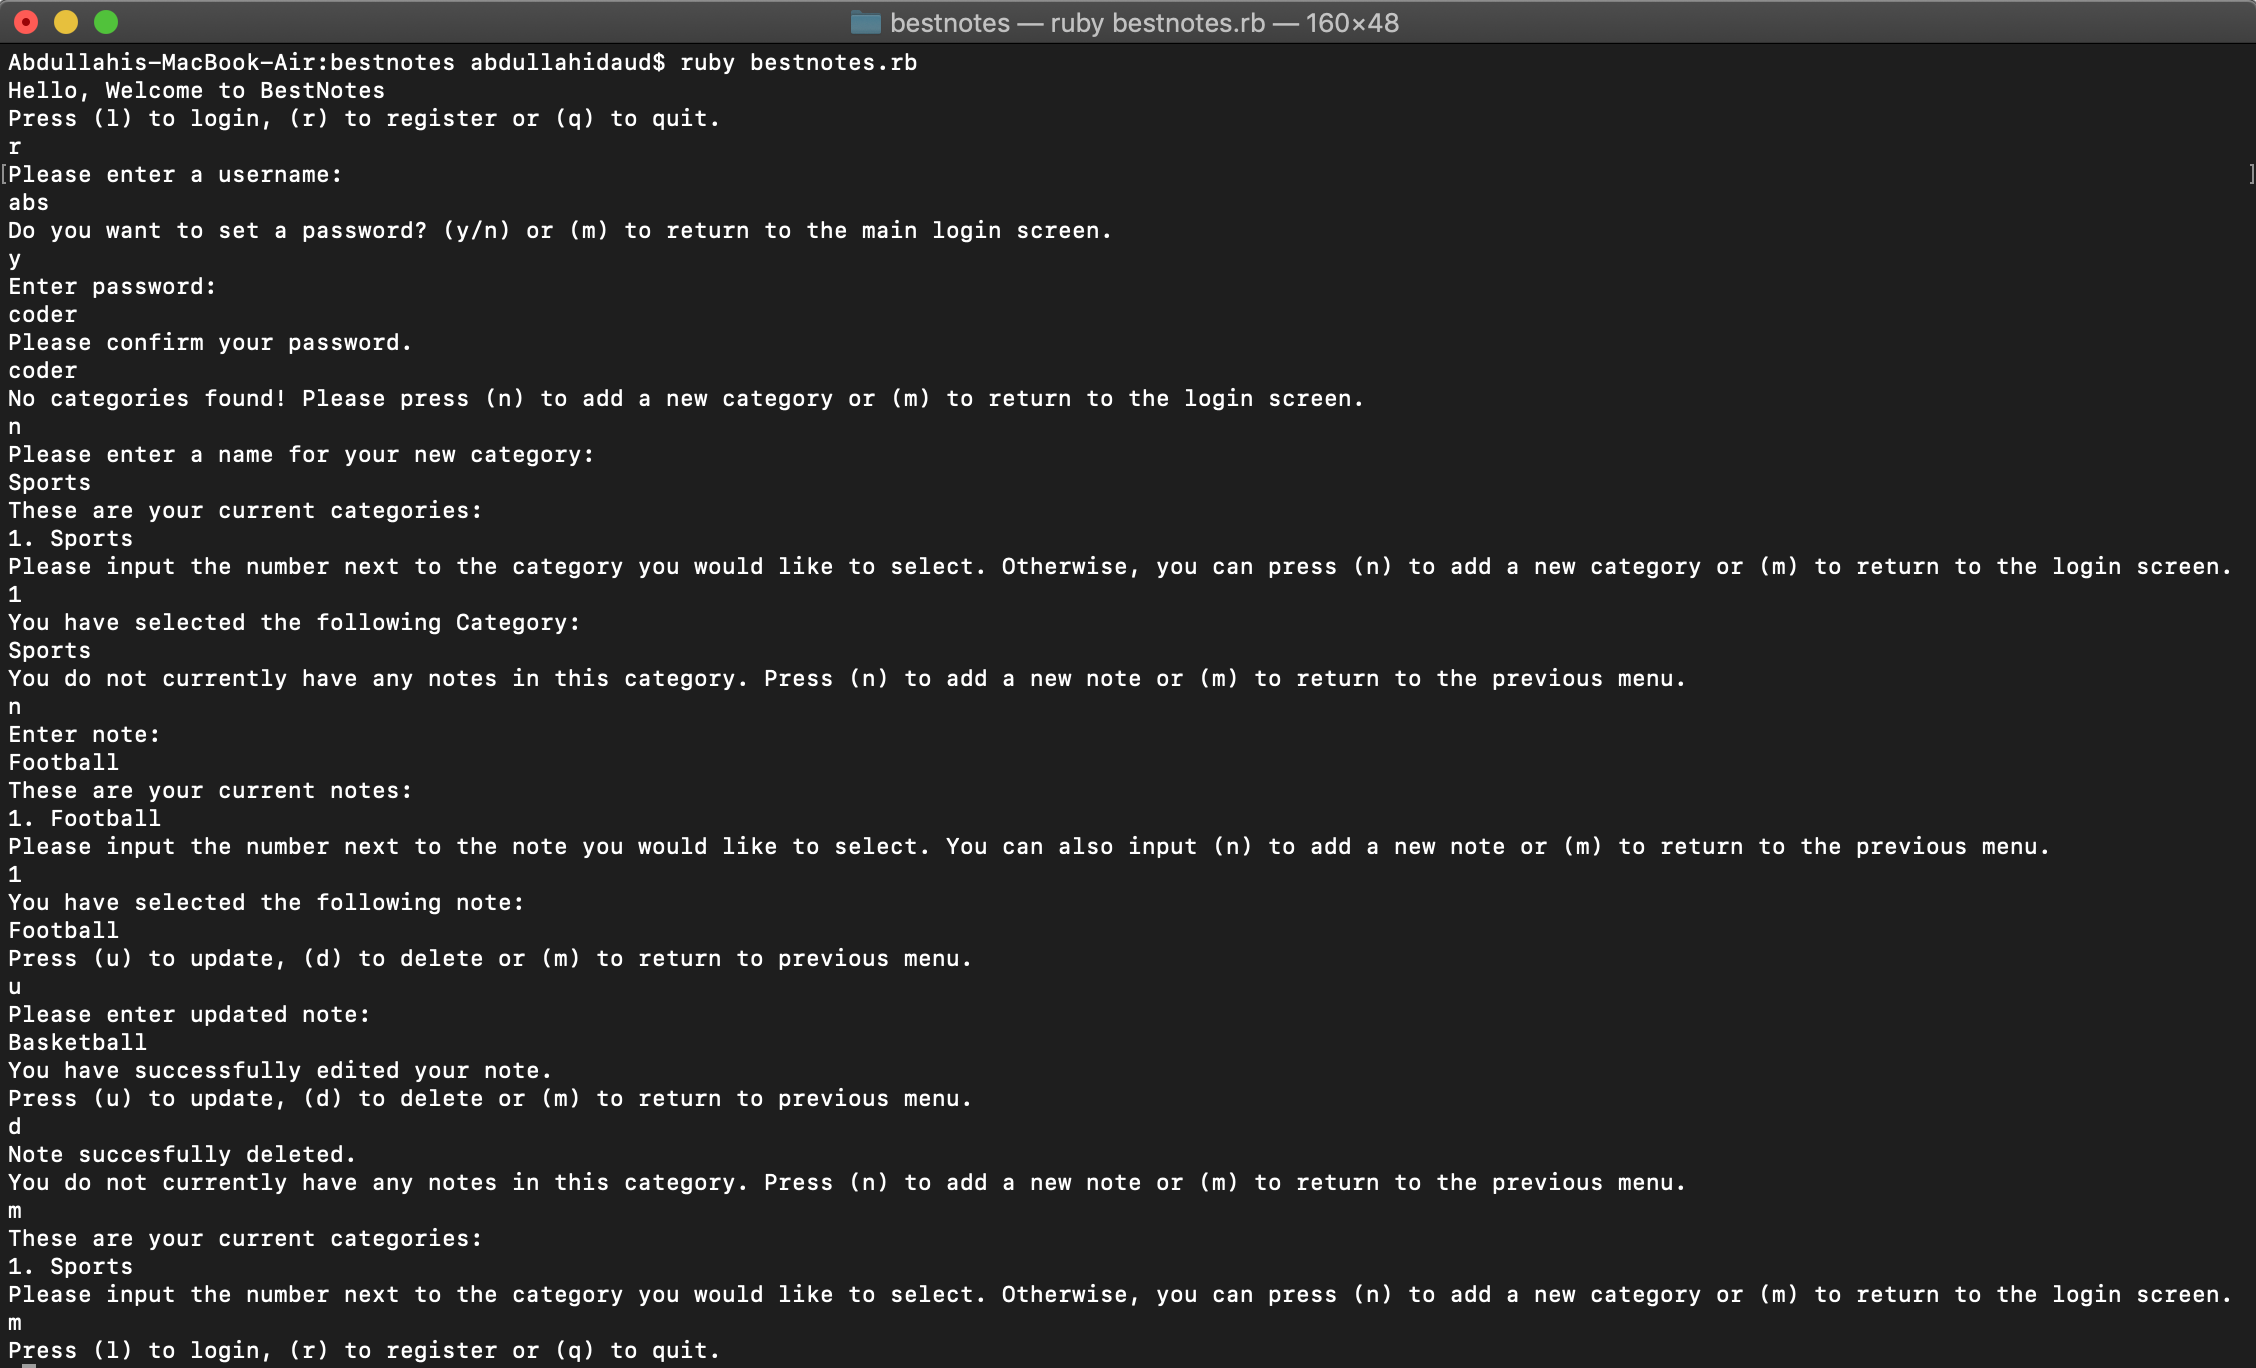 bestnotes — ruby bestnotes.rb — 160×48
Abdullahis-MacBook-Air:bestnotes abdullahidaud$ ruby bestnotes.rb
Hello, Welcome to BestNotes
Press (l) to login, (r) to register or (q) to quit.
r
[Please enter a username: ]
abs
Do you want to set a password? (y/n) or (m) to return to the main login screen.
y
Enter password:
coder
Please confirm your password.
coder
No categories found! Please press (n) to add a new category or (m) to return to the login screen.
n
Please enter a name for your new category:
Sports
These are your current categories:
1. Sports
Please input the number next to the category you would like to select. Otherwise, you can press (n) to add a new category or (m) to return to the login screen.
1
You have selected the following Category:
Sports
You do not currently have any notes in this category. Press (n) to add a new note or (m) to return to the previous menu.
n
Enter note:
Football
These are your current notes:
1. Football
Please input the number next to the note you would like to select. You can also input (n) to add a new note or (m) to return to the previous menu.
1
You have selected the following note:
Football
Press (u) to update, (d) to delete or (m) to return to previous menu.
u
Please enter updated note:
Basketball
You have successfully edited your note.
Press (u) to update, (d) to delete or (m) to return to previous menu.
d
Note succesfully deleted.
You do not currently have any notes in this category. Press (n) to add a new note or (m) to return to the previous menu.
m
These are your current categories:
1. Sports
Please input the number next to the category you would like to select. Otherwise, you can press (n) to add a new category or (m) to return to the login screen.
m
Press (l) to login, (r) to register or (q) to quit.